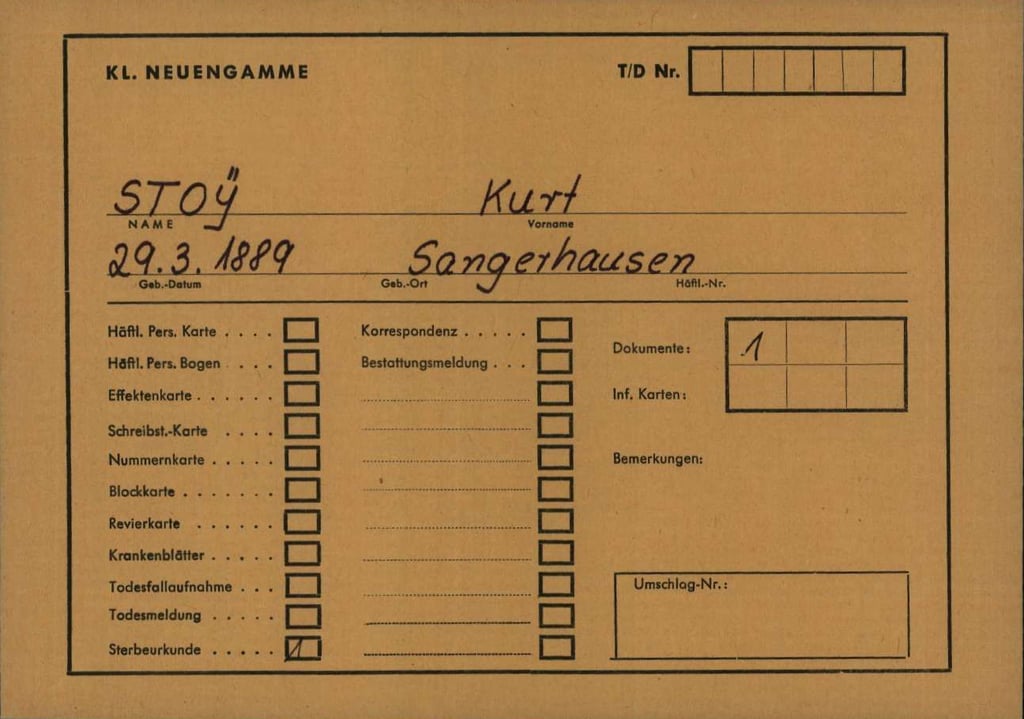 KL. NEUENGAMME T/D Nr.
STOÿ Kurt
NAME Vorname
29.3.1889 Sangerhausen
Geb.-Datum Geb.-Ort Häftl.-Nr.
Häftl. Pers. Karte . . . . Korrespondenz . . . . .
Dokumente: 1
Häftl. Pers. Bogen . . . . Bestattungsmeldung . . .
Effektenkarte . . . . . . Inf. Karten:
Schreibst.-Karte . . . .
Nummernkarte . . . . . Bemerkungen:
Blockkarte . . . . . . .
Revierkarte . . . . . .
Krankenblätter . . . . .
Todesfallaufnahme . . . Umschlag-Nr.:
Todesmeldung . . . . .
Sterbeurkunde . . . . . 1